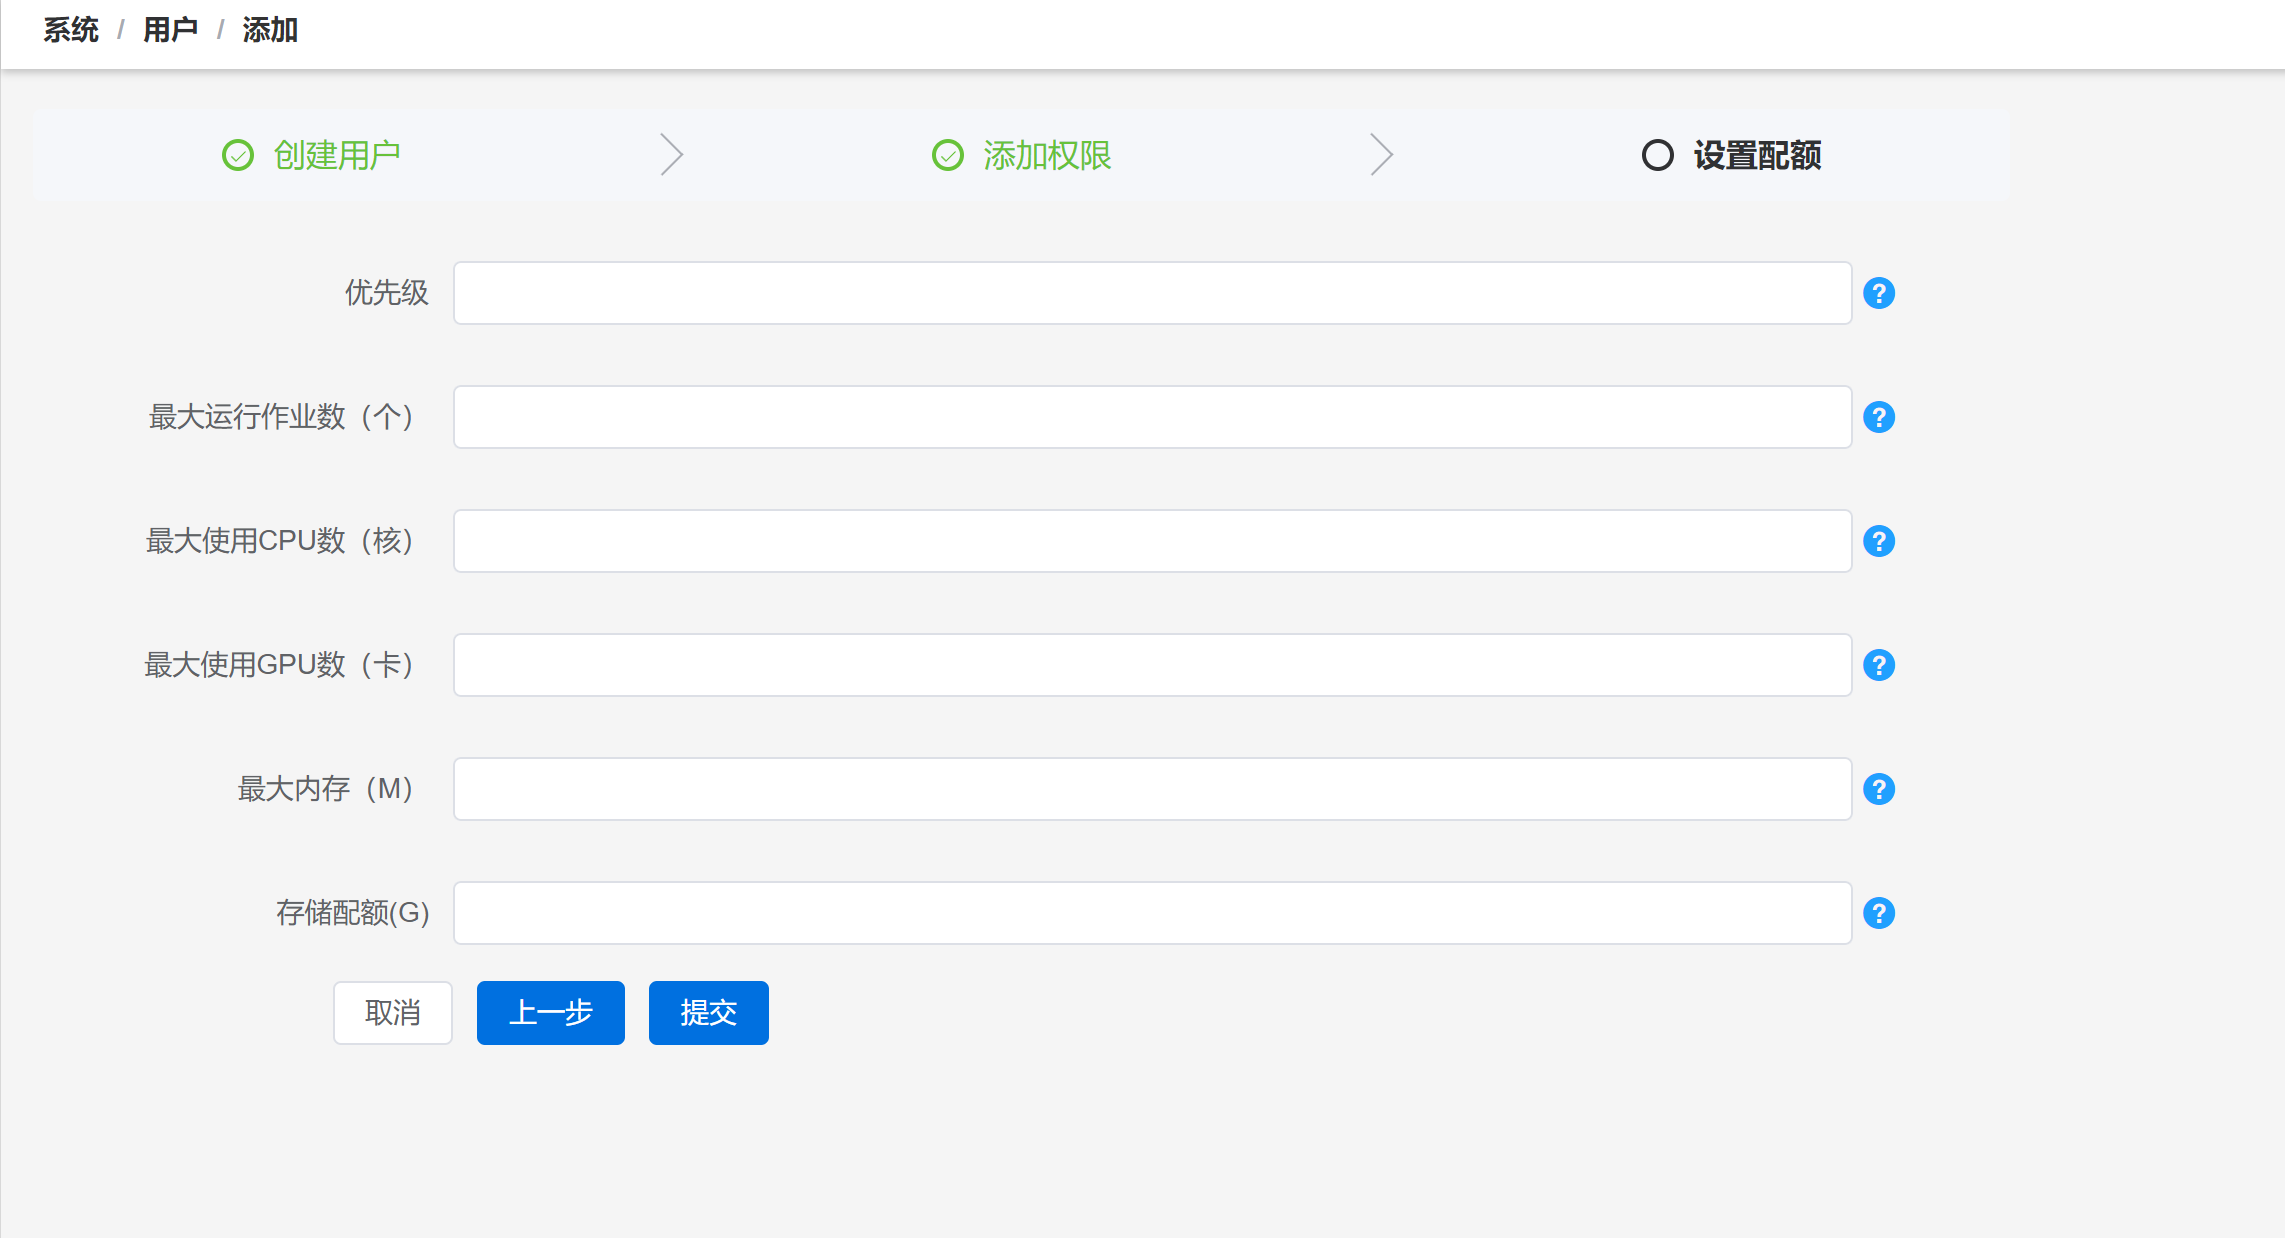 系统 / 用户 / 添加
创建用户 添加权限 设置配额
优先级 ?
最大运行作业数（个） ?
最大使用CPU数（核） ?
最大使用GPU数（卡） ?
最大内存（M） ?
存储配额(G) ?
取消 上一步 提交